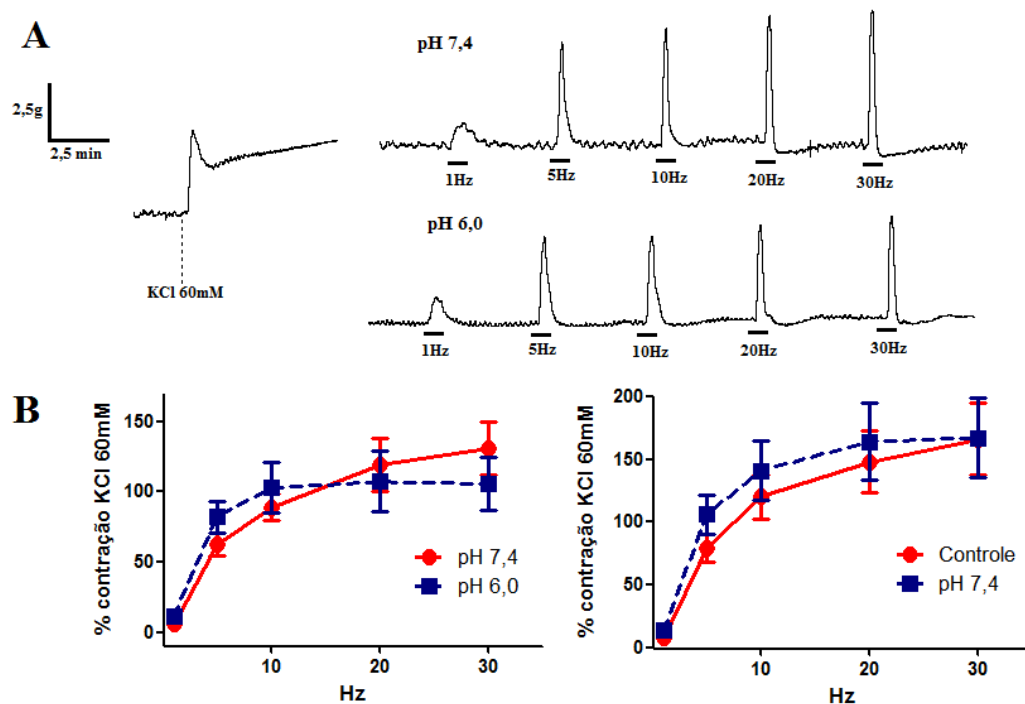 A
pH 7,4
2,5g
2,5 min
KCl 60mM
1Hz
5Hz
10Hz
20Hz
30Hz
pH 6,0
1Hz
5Hz
10Hz
20Hz
30Hz
B
% contração KCl 60mM
150
100
50
0
10
20
30
Hz
pH 7,4
pH 6,0
% contração KCl 60mM
200
150
100
50
0
10
20
30
Hz
Controle
pH 7,4